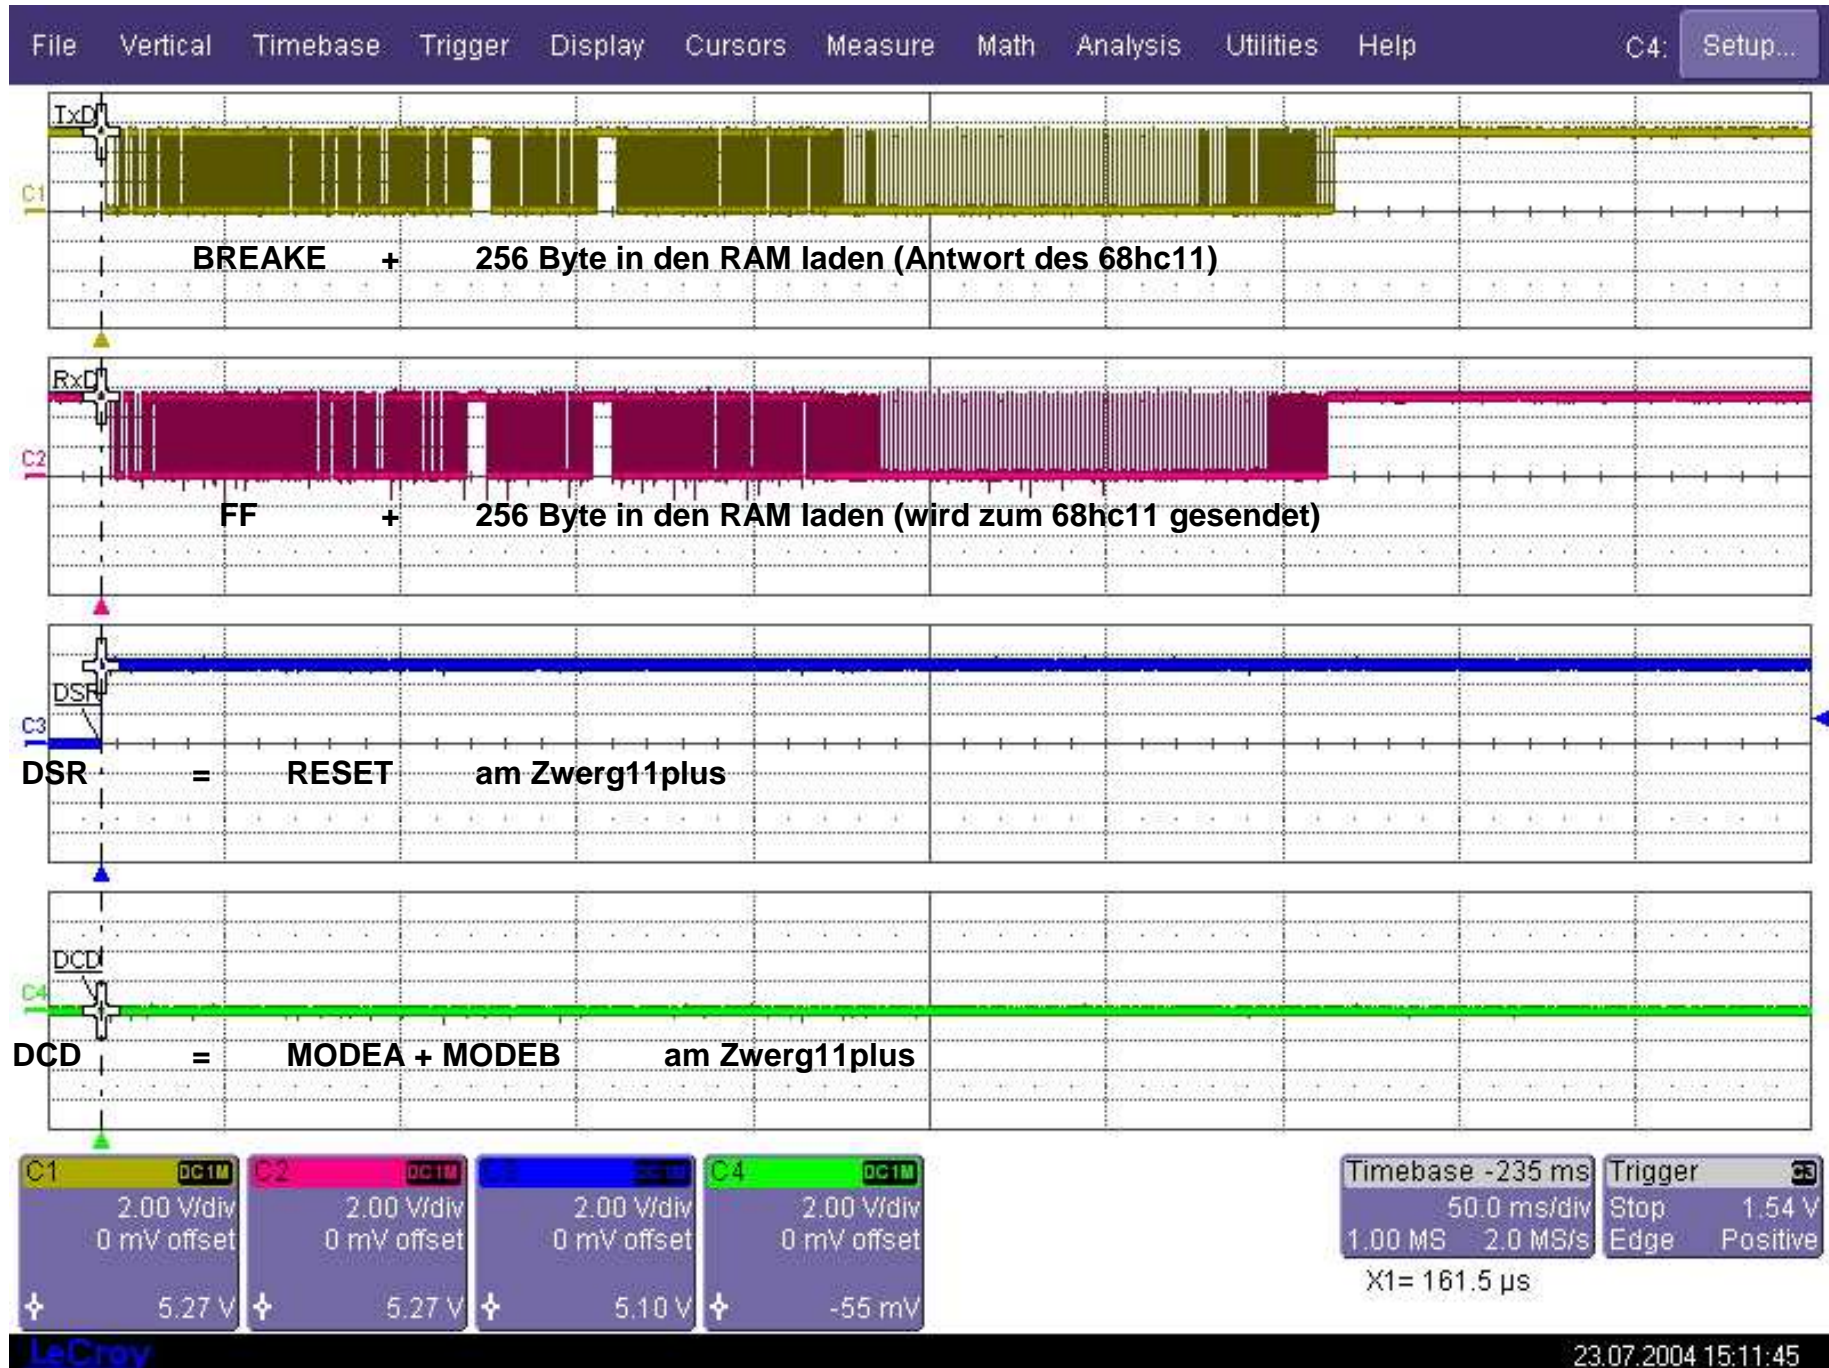 File Vertical Timebase Trigger Display Cursors Measure Math Analysis Utilities Help C4: Setup...
TxD
C1
BREAKE + 256 Byte in den RAM laden (Antwort des 68hc11)
RxD
C2
FF + 256 Byte in den RAM laden (wird zum 68hc11 gesendet)
DSR
C3
DSR = RESET am Zwerg11plus
DCD
C4
DCD = MODEA + MODEB am Zwerg11plus
C1 DC1M C2 DC1M C3 DC1M C4 DC1M Timebase -235 ms Trigger C3
2.00 V/div 2.00 V/div 2.00 V/div 2.00 V/div 50.0 ms/div Stop 1.54 V
0 mV offset 0 mV offset 0 mV offset 0 mV offset 1.00 MS 2.0 MS/s Edge Positive
X1= 161.5 µs
5.27 V 5.27 V 5.10 V -55 mV
LeCroy 23.07.2004 15:11:45